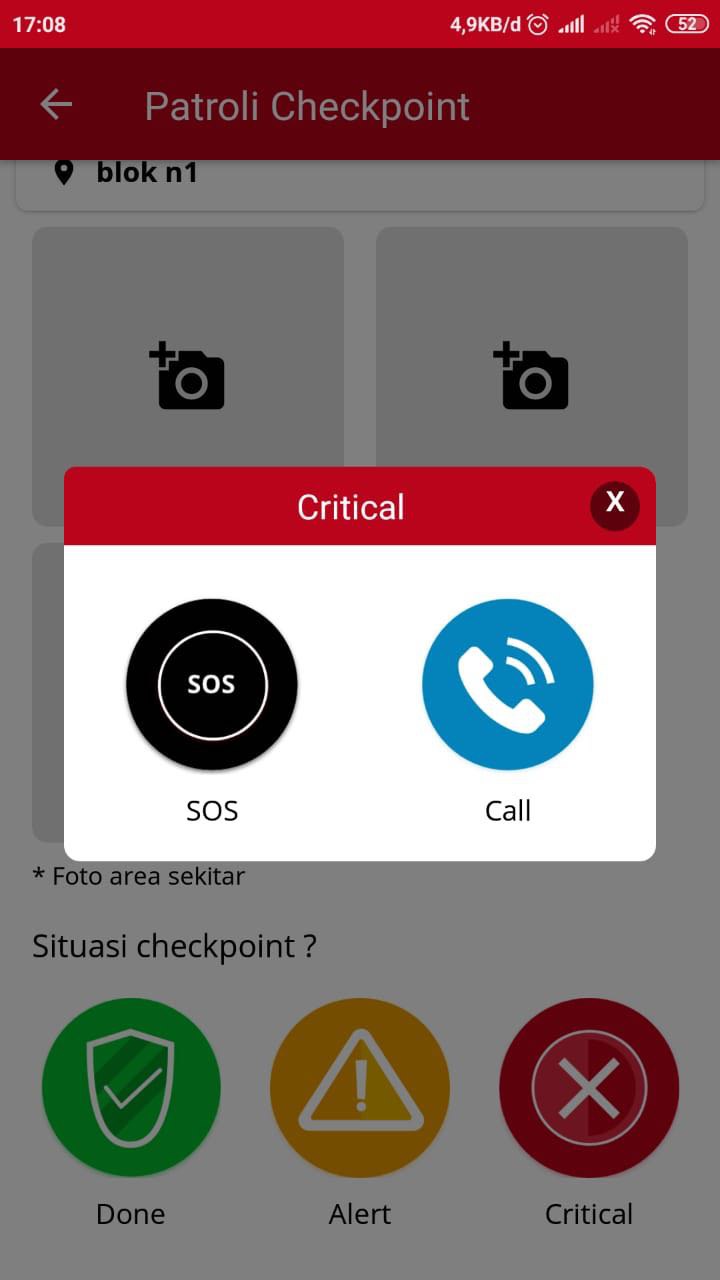 17:08 4,9KB/d 52
Patroli Checkpoint
blok n1
Critical X
SOS
SOS Call
* Foto area sekitar
Situasi checkpoint ?
Done Alert Critical